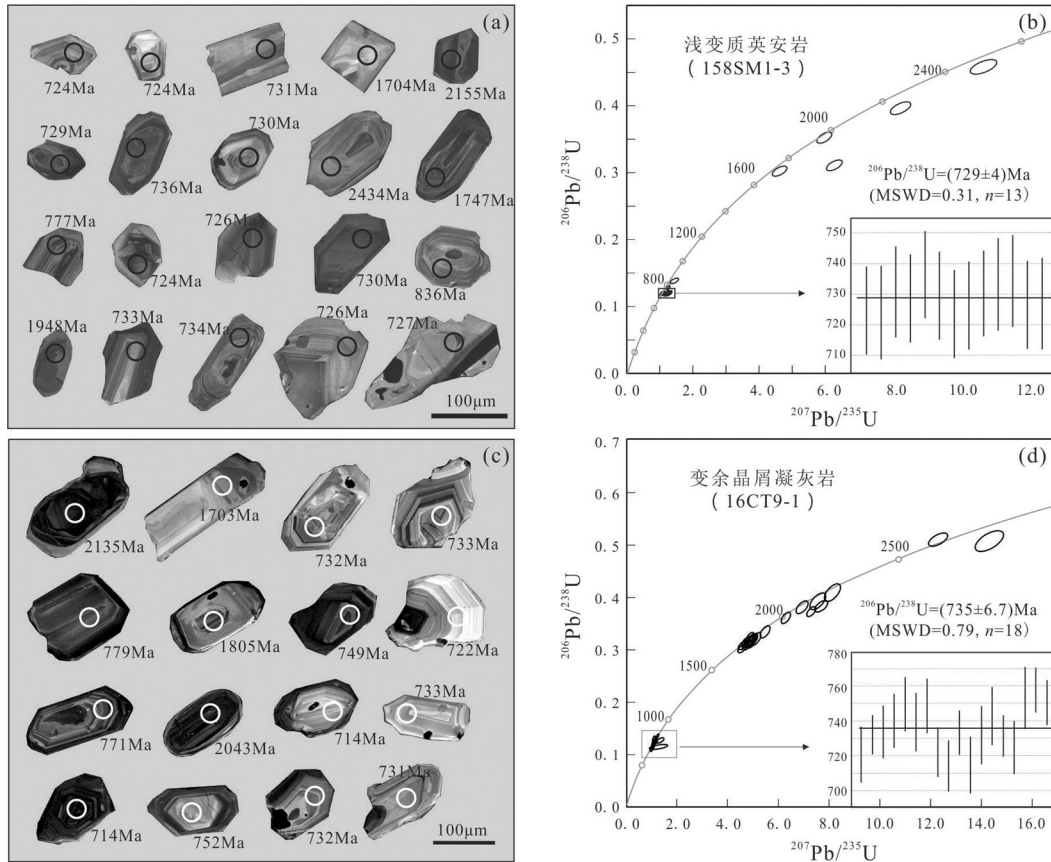 (a)
724Ma
724Ma
731Ma
1704Ma
2155Ma
729Ma
736Ma
730Ma
2434Ma
1747Ma
777Ma
724Ma
726Ma
730Ma
836Ma
1948Ma
733Ma
734Ma
726Ma
727Ma
100μm
(b)
浅变质英安岩
(158SM1-3)
²⁰⁶Pb/²³⁸U=(729±4)Ma
(MSWD=0.31, n=13)
2400
2000
1600
1200
800
750
740
730
720
710
0.5
0.4
0.3
0.2
0.1
0.0
0.0
2.0
4.0
6.0
8.0
10.0
12.0
²⁰⁶Pb/²³⁸U
²⁰⁷Pb/²³⁵U
(c)
2135Ma
1703Ma
732Ma
733Ma
779Ma
1805Ma
749Ma
722Ma
771Ma
2043Ma
714Ma
733Ma
714Ma
752Ma
732Ma
731Ma
100μm
(d)
变余晶屑凝灰岩
(16CT9-1)
²⁰⁶Pb/²³⁸U=(735±6.7)Ma
(MSWD=0.79, n=18)
2500
2000
1500
1000
780
760
740
720
700
0.7
0.6
0.5
0.4
0.3
0.2
0.1
0.0
0.0
2.0
4.0
6.0
8.0
10.0
12.0
14.0
16.0
²⁰⁶Pb/²³⁸U
²⁰⁷Pb/²³⁵U